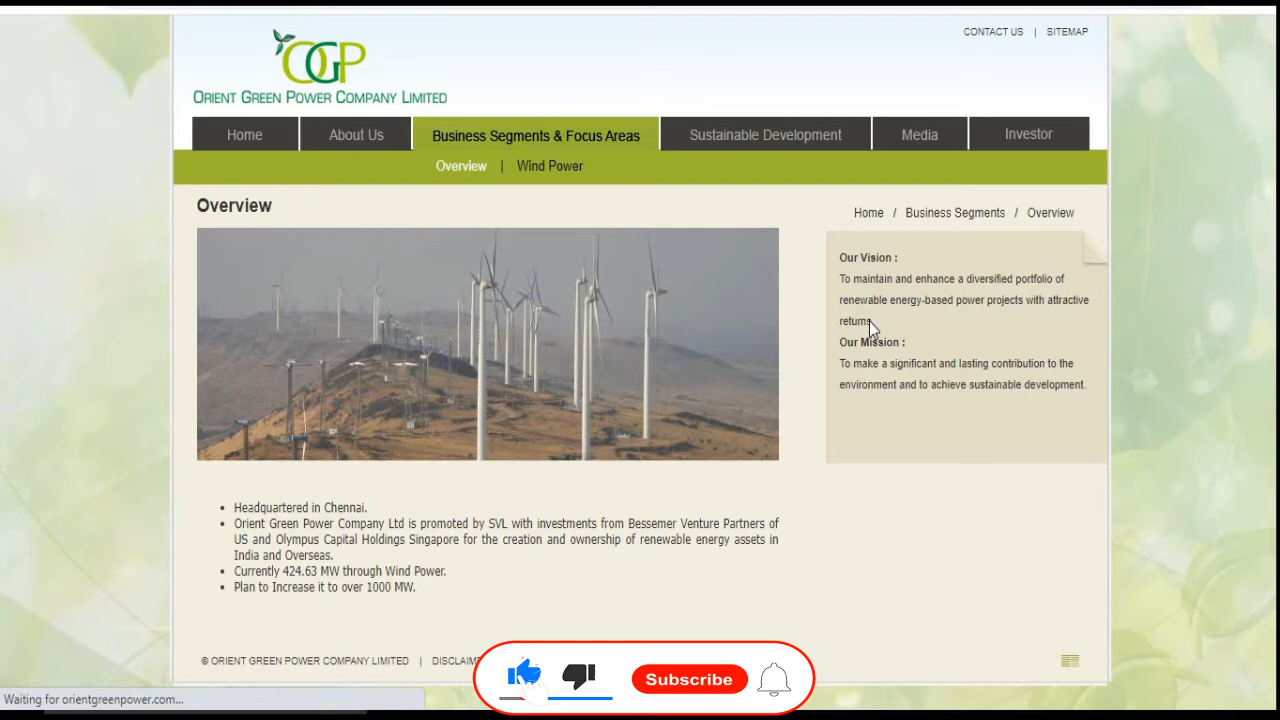 CONTACT US | SITEMAP
OGP
ORIENT GREEN POWER COMPANY LIMITED
Home
About Us
Business Segments & Focus Areas
Sustainable Development
Media
Investor
Overview | Wind Power
Overview
Home / Business Segments / Overview
Our Vision :
To maintain and enhance a diversified portfolio of
renewable energy-based power projects with attractive
returns.
Our Mission :
To make a significant and lasting contribution to the
environment and to achieve sustainable development.
• Headquartered in Chennai.
• Orient Green Power Company Ltd is promoted by SVL with investments from Bessemer Venture Partners of
US and Olympus Capital Holdings Singapore for the creation and ownership of renewable energy assets in
India and Overseas.
• Currently 424.63 MW through Wind Power.
• Plan to Increase it to over 1000 MW.
© ORIENT GREEN POWER COMPANY LIMITED | DISCLAIM
Subscribe
Waiting for orientgreenpower.com...